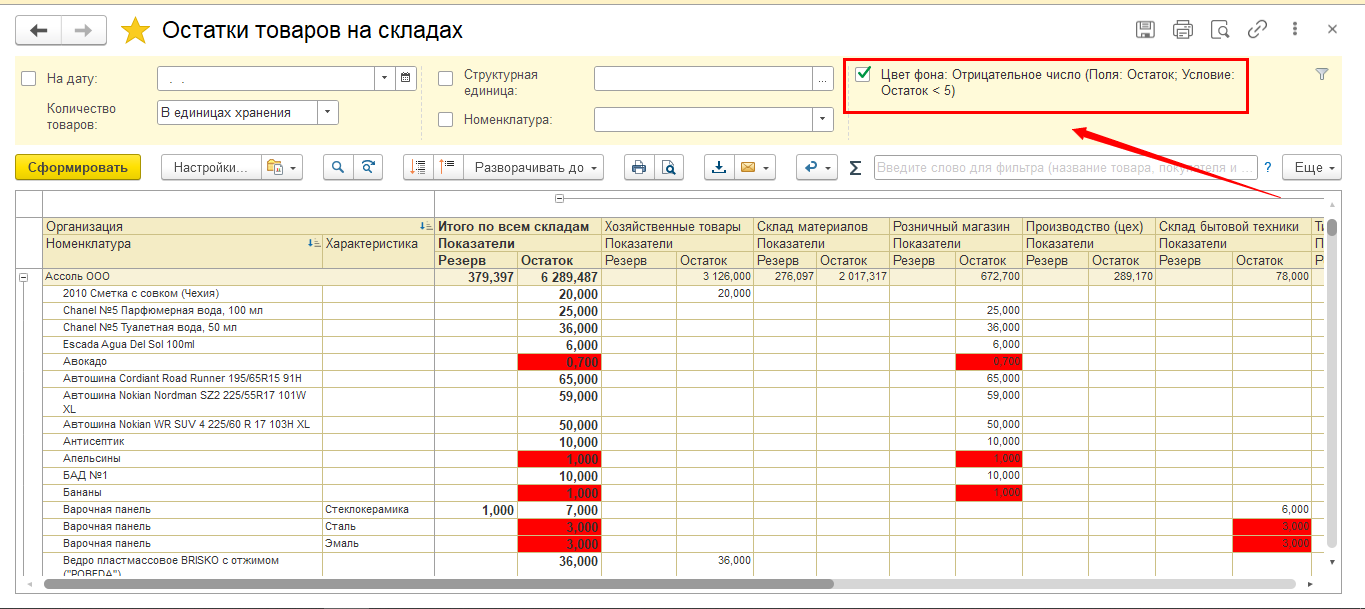 Остатки товаров на складах
На дату:
. .
Структурная
единица:
...
Цвет фона: Отрицательное число (Поля: Остаток; Условие:
Остаток < 5)
Количество
товаров:
В единицах хранения
Номенклатура:
Сформировать
Настройки...
Разворачивать до
Σ
Введите слово для фильтра (название товара, покупателя и ...
?
Еще
Организация Итого по всем складам Хозяйственные товары Склад материалов Розничный магазин Производство (цех) Склад бытовой техники
Номенклатура Характеристика Показатели Показатели Показатели Показатели Показатели Показатели
Резерв Остаток Резерв Остаток Резерв Остаток Резерв Остаток Резерв Остаток Резерв Остаток
Ассоль ООО 379,397 6 289,487 3 126,000 276,097 2 017,317 672,700 289,170 78,000
2010 Сметка с совком (Чехия) 20,000 20,000
Chanel №5 Парфюмерная вода, 100 мл 25,000 25,000
Chanel №5 Туалетная вода, 50 мл 36,000 36,000
Escada Agua Del Sol 100ml 6,000 6,000
Авокадо 0,700 0,700
Автошина Cordiant Road Runner 195/65R15 91H 65,000 65,000
Автошина Nokian Nordman SZ2 225/55R17 101W 59,000 59,000
XL
Автошина Nokian WR SUV 4 225/60 R 17 103H XL 50,000 50,000
Антисептик 10,000 10,000
Апельсины 1,000 1,000
БАД №1 10,000 10,000
Бананы 1,000 1,000
Варочная панель Стеклокерамика 1,000 7,000 6,000
Варочная панель Сталь 3,000 3,000
Варочная панель Эмаль 3,000 3,000
Ведро пластмассовое BRISKO с отжимом 36,000 36,000
("POBEDA")